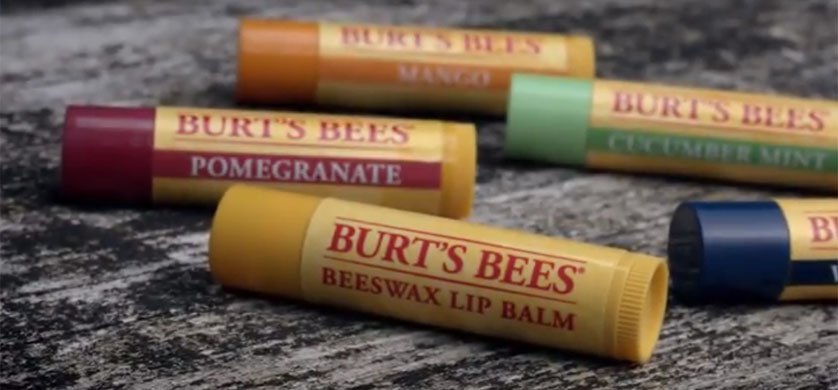 BURT'S BEES
MANGO
BURT'S BEES
CUCUMBER MINT
BURT'S BEES®
POMEGRANATE
BURT'S BEES®
BEESWAX LIP BALM